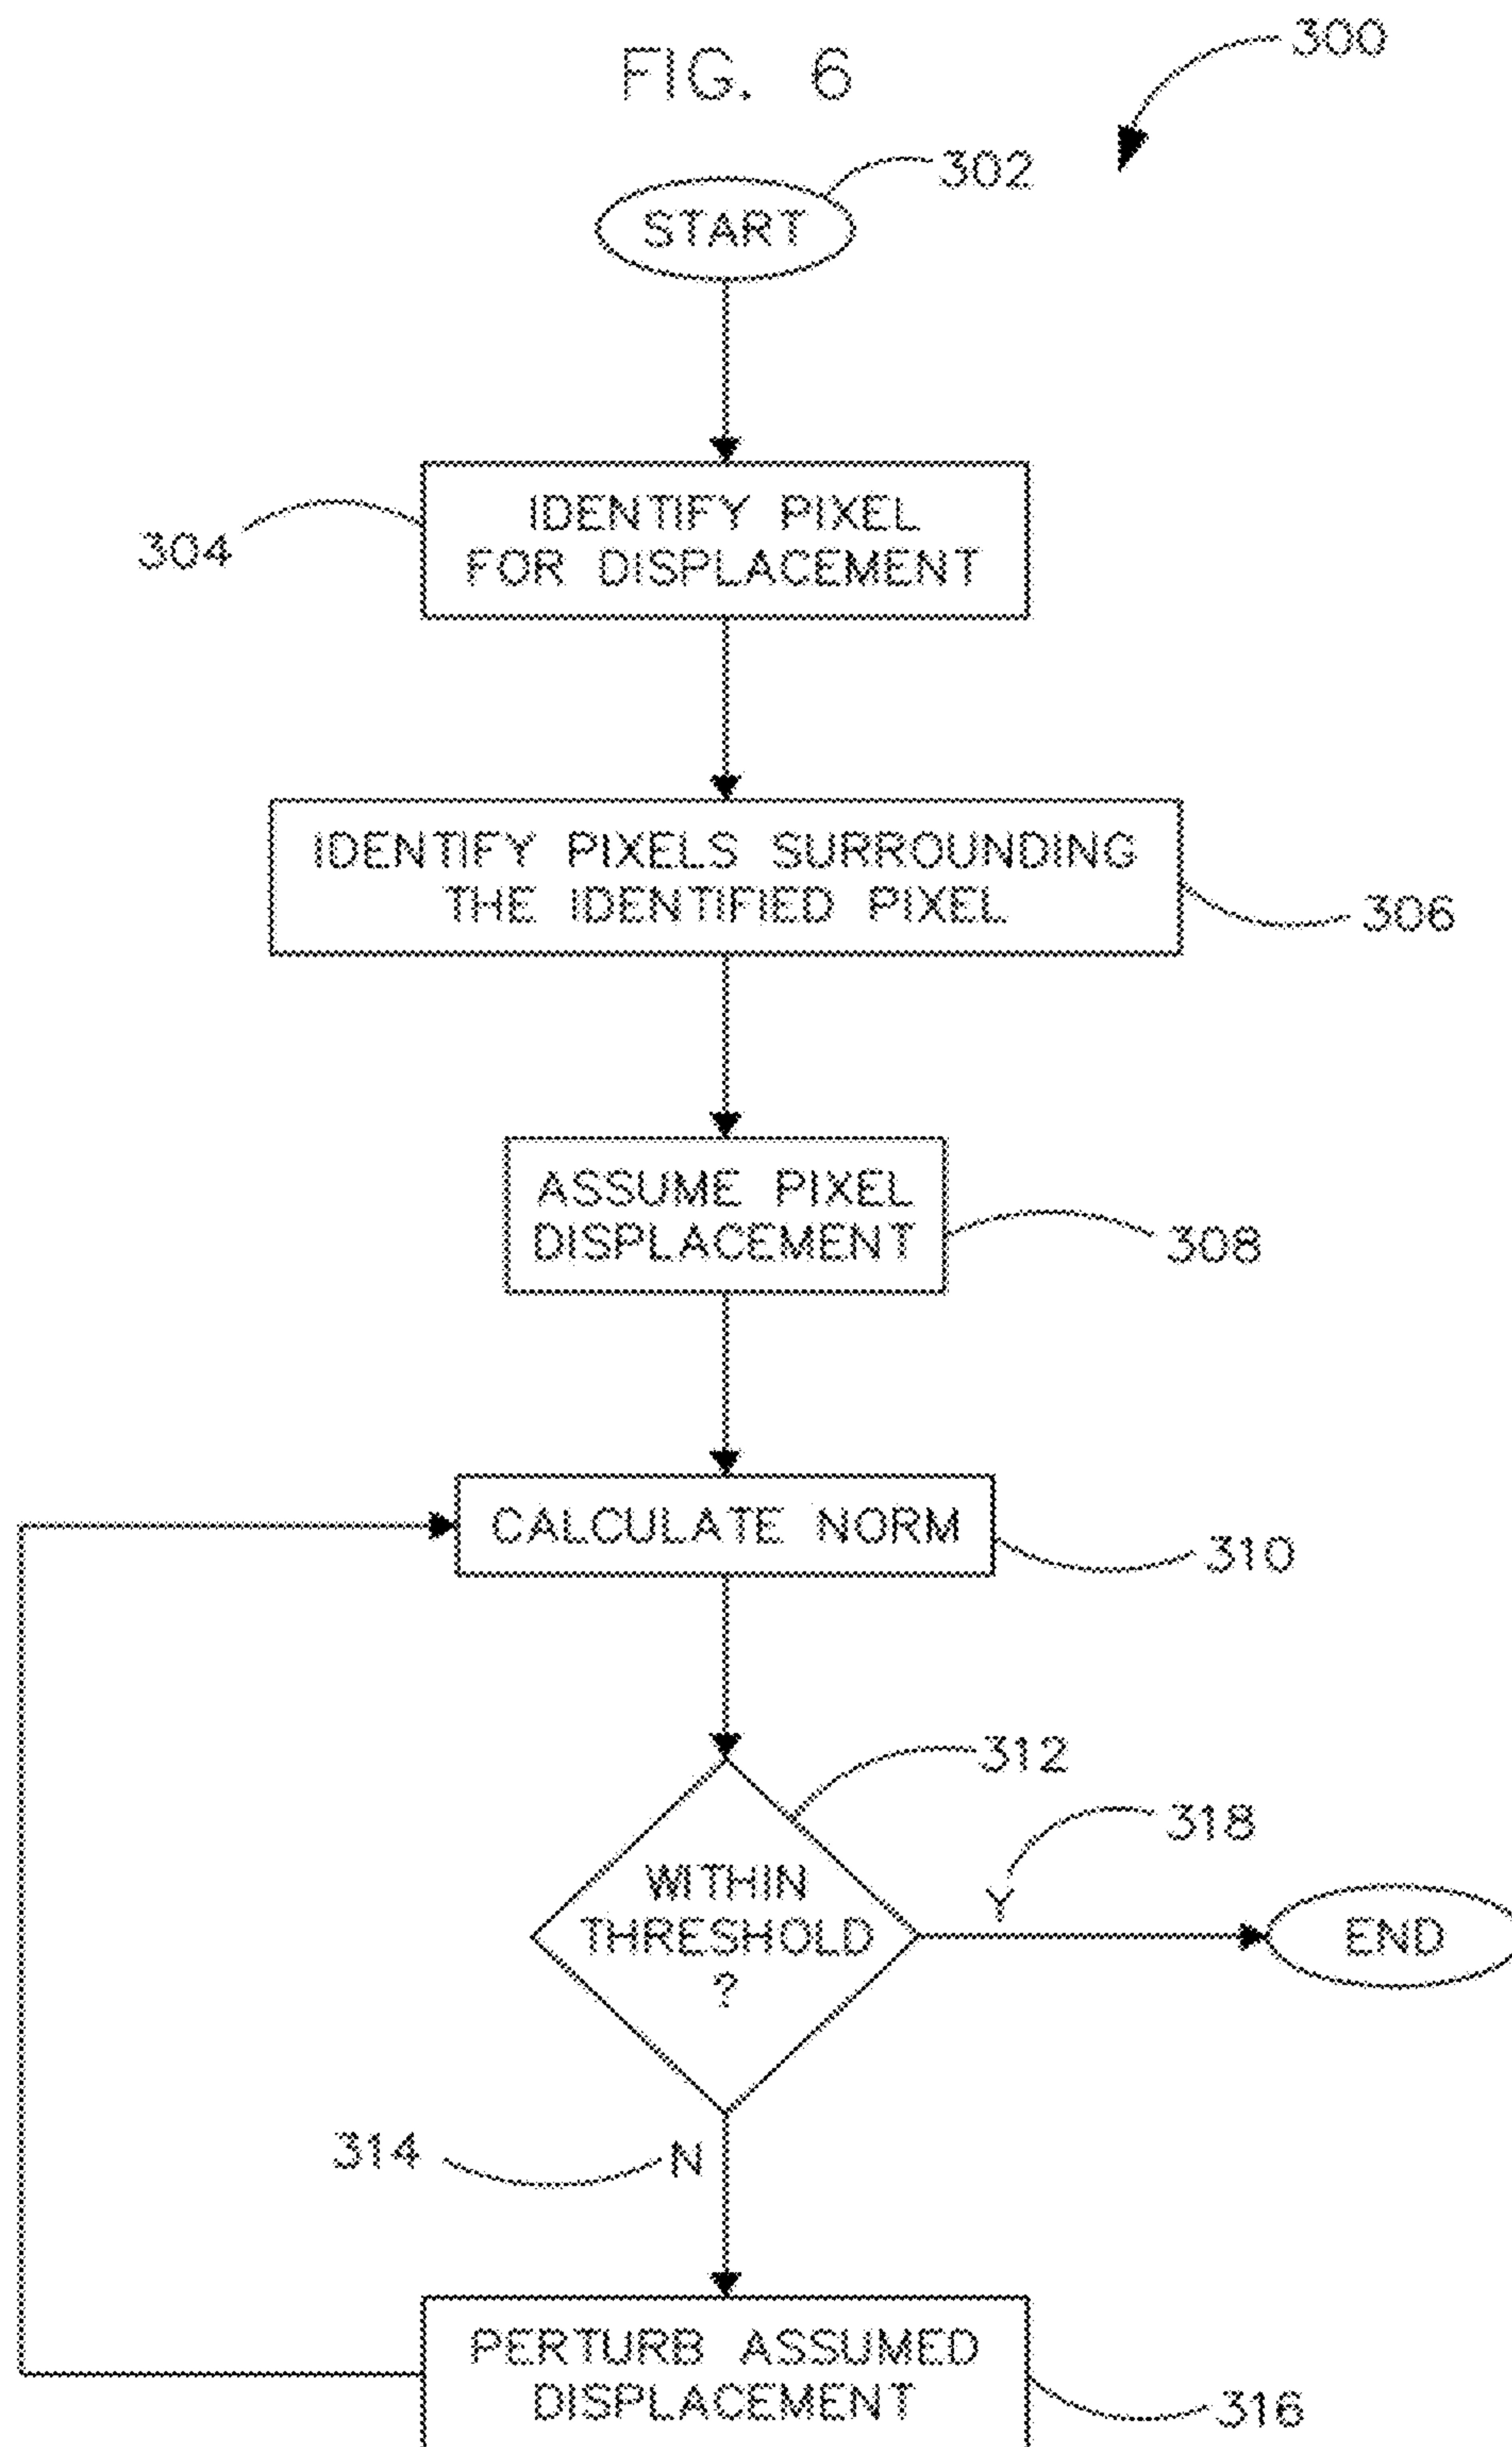 FIG. 6
300
302
START
IDENTIFY PIXEL
FOR DISPLACEMENT
304
IDENTIFY PIXELS SURROUNDING
THE IDENTIFIED PIXEL
306
ASSUME PIXEL
DISPLACEMENT
308
CALCULATE NORM
310
312
318
WITHIN
THRESHOLD
?
Y
END
314
N
PERTURB ASSUMED
DISPLACEMENT
316